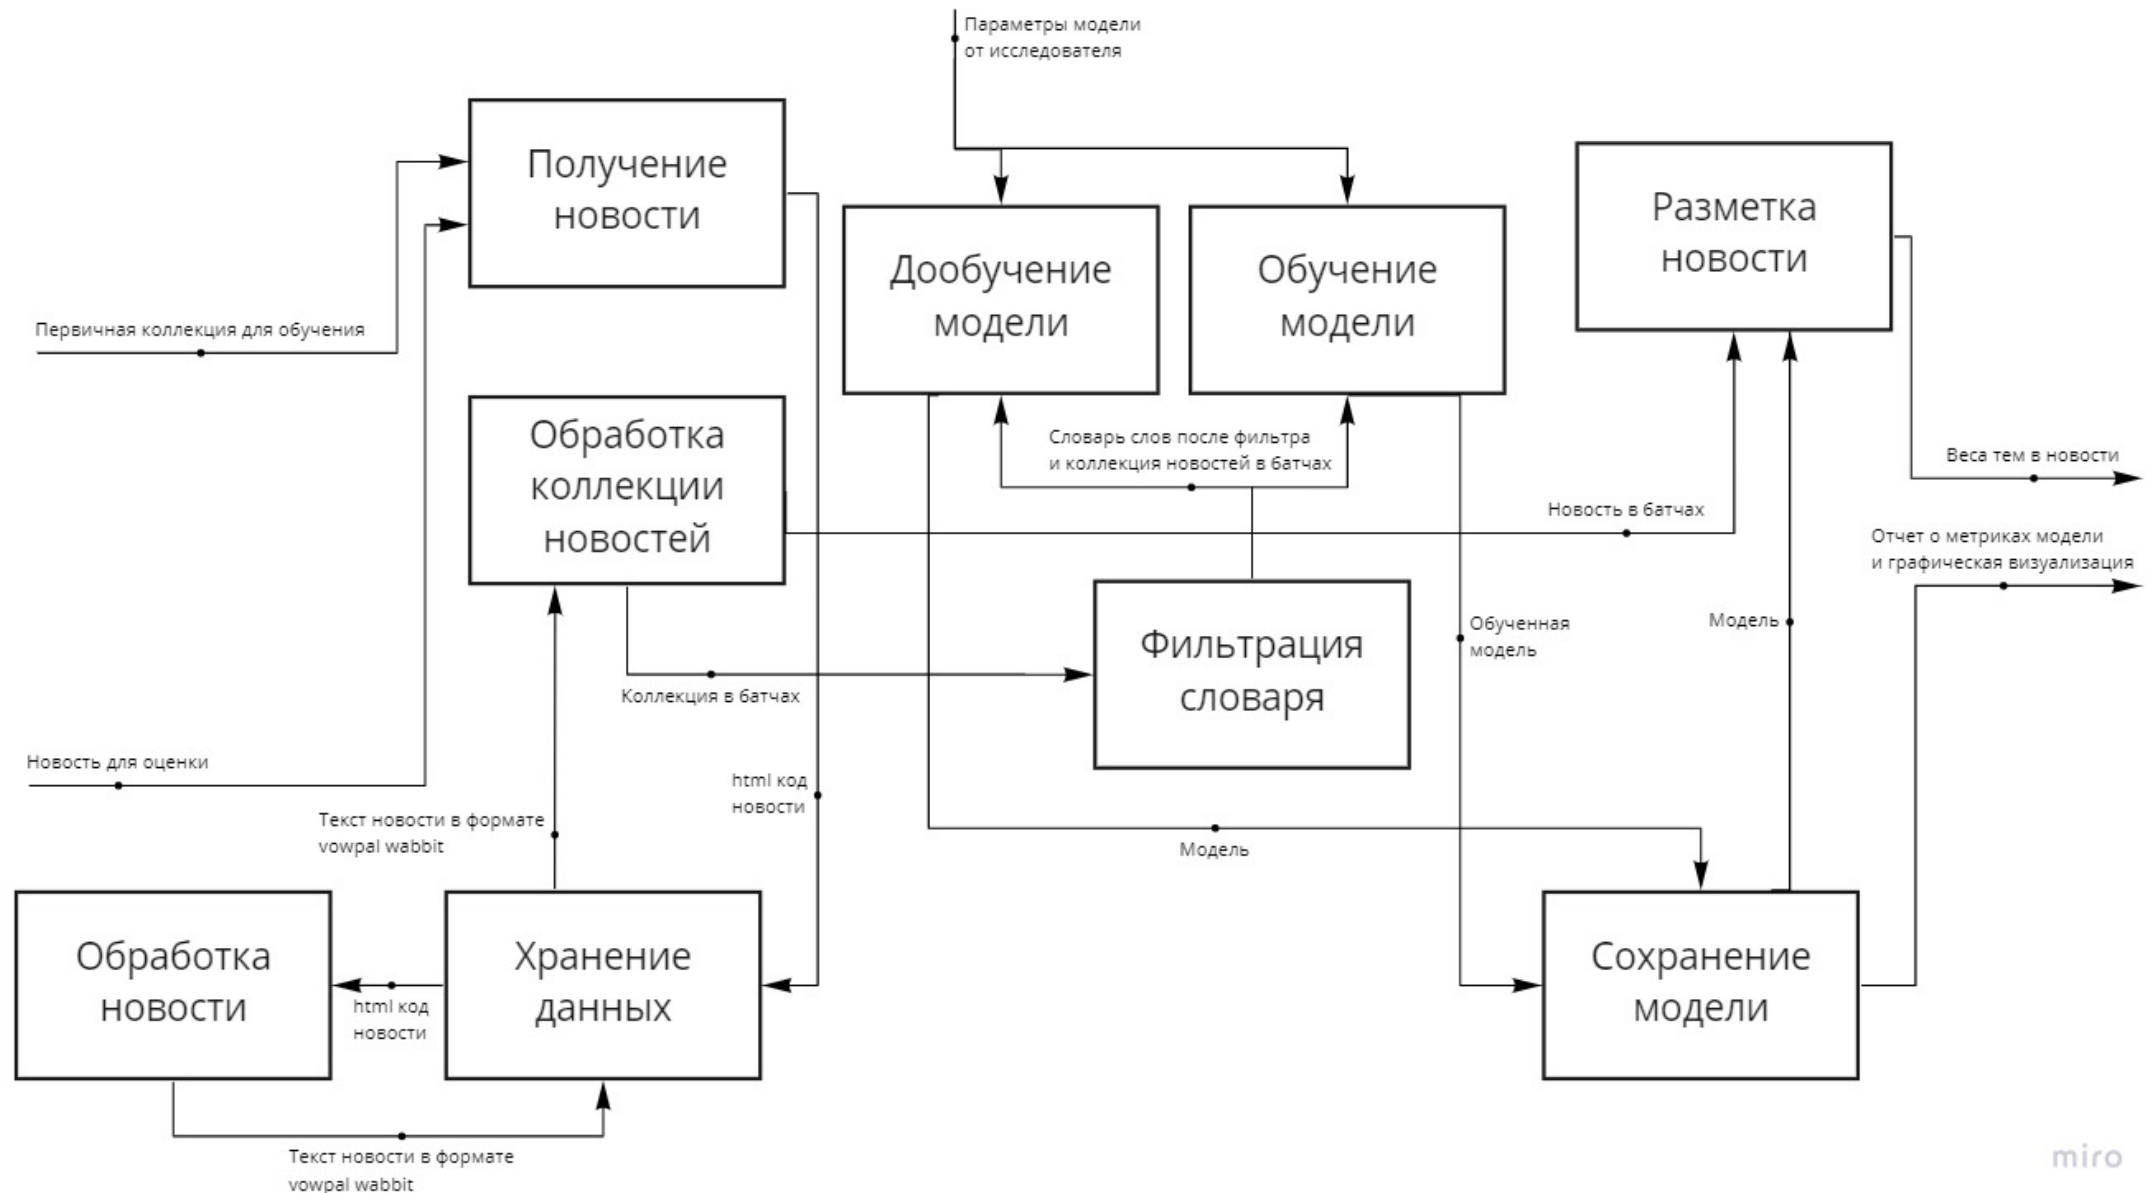 Параметры модели
от исследователя
Получение
новости
Разметка
новости
Дообучение
модели
Обучение
модели
Первичная коллекция для обучения
Обработка
коллекции
новостей
Словарь слов после фильтра
и коллекция новостей в батчах
Веса тем в новости
Новость в батчах
Отчет о метриках модели
и графическая визуализация
Фильтрация
словаря
Обученная
модель
Модель
Коллекция в батчах
Новость для оценки
html код
новости
Текст новости в формате
vowpal wabbit
Модель
Обработка
новости
Хранение
данных
Сохранение
модели
html код
новости
Текст новости в формате
vowpal wabbit
miro